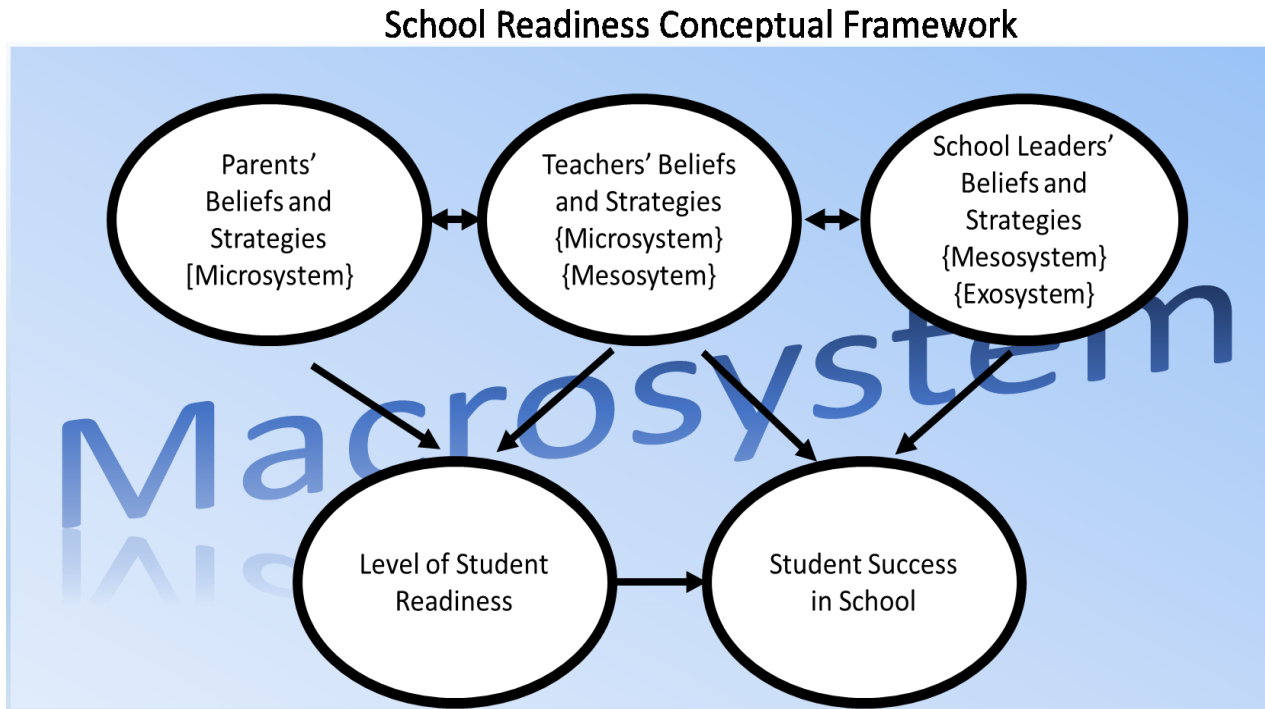 School Readiness Conceptual Framework
Parents’
Beliefs and
Strategies
[Microsystem}
Teachers’ Beliefs
and Strategies
{Microsystem}
{Mesosytem}
School Leaders’
Beliefs and
Strategies
{Mesosystem}
{Exosystem}
Macrosystem
Level of Student
Readiness
Student Success
in School